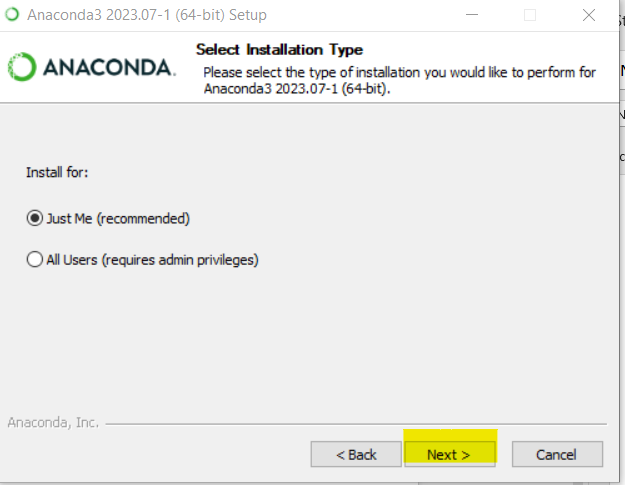 Anaconda3 2023.07-1 (64-bit) Setup
ANACONDA.
Select Installation Type
Please select the type of installation you would like to perform for
Anaconda3 2023.07-1 (64-bit).
Install for:
Just Me (recommended)
All Users (requires admin privileges)
Anaconda, Inc.
< Back
Next >
Cancel